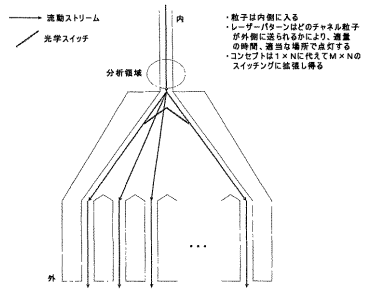 流動ストリーム
光学スイッチ
内
分析領域
・粒子は内側に入る
・レーザーパターンはどのチャネル粒子
が外側に送られるかにより、適量
の時間、適当な場所で点灯する
・コンセプトは1×Nに代えてM×Nの
スイッチングに拡張し得る
...
外